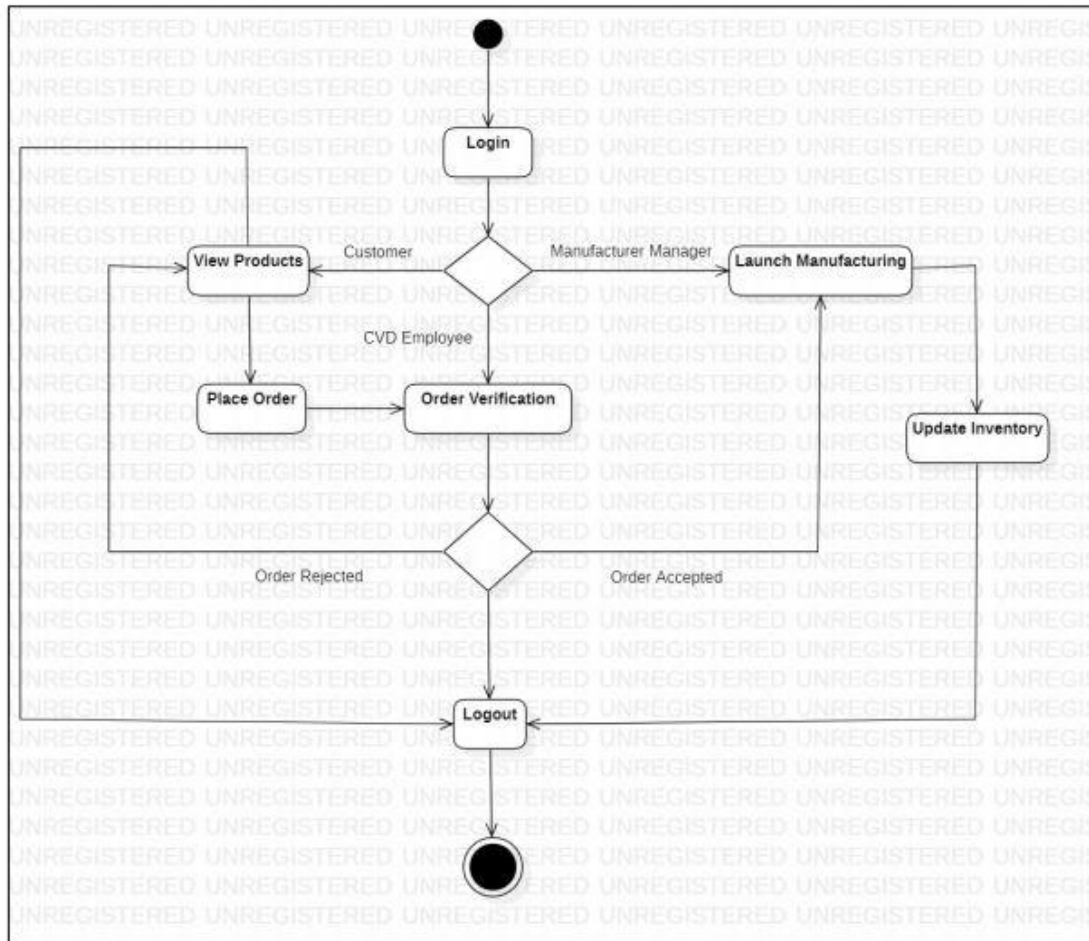 Login
Customer
Manufacturer Manager
View Products
Launch Manufacturing
CVD Employee
Place Order
Order Verification
Update Inventory
Order Rejected
Order Accepted
Logout
UNREGISTERED